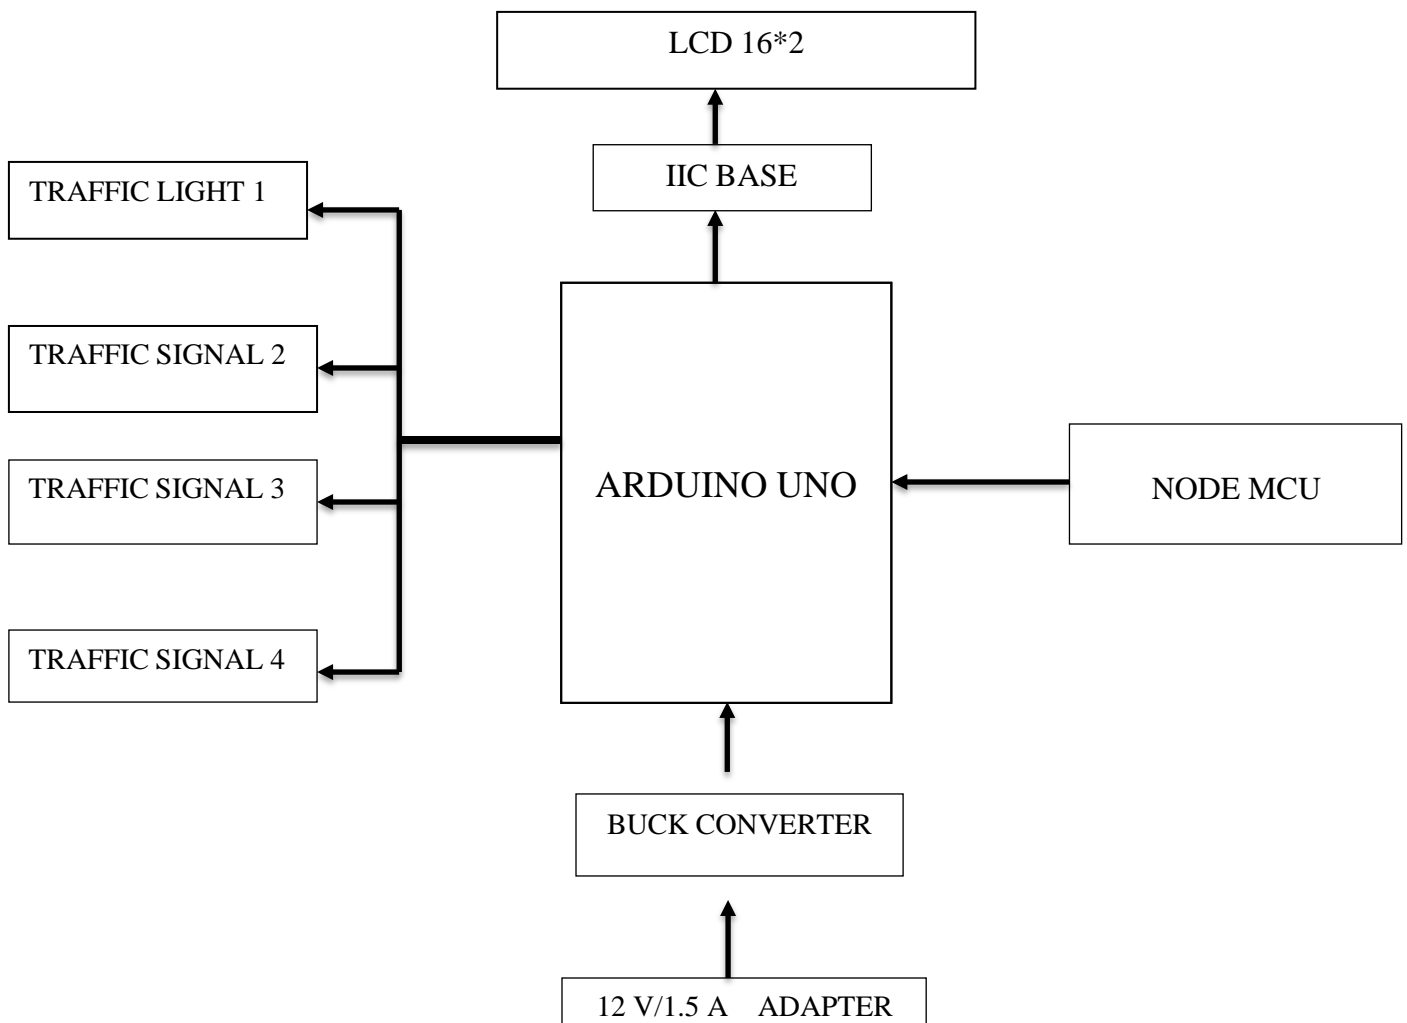 LCD 16*2
IIC BASE
TRAFFIC LIGHT 1
TRAFFIC SIGNAL 2
TRAFFIC SIGNAL 3
TRAFFIC SIGNAL 4
ARDUINO UNO
NODE MCU
BUCK CONVERTER
12 V/1.5 A ADAPTER